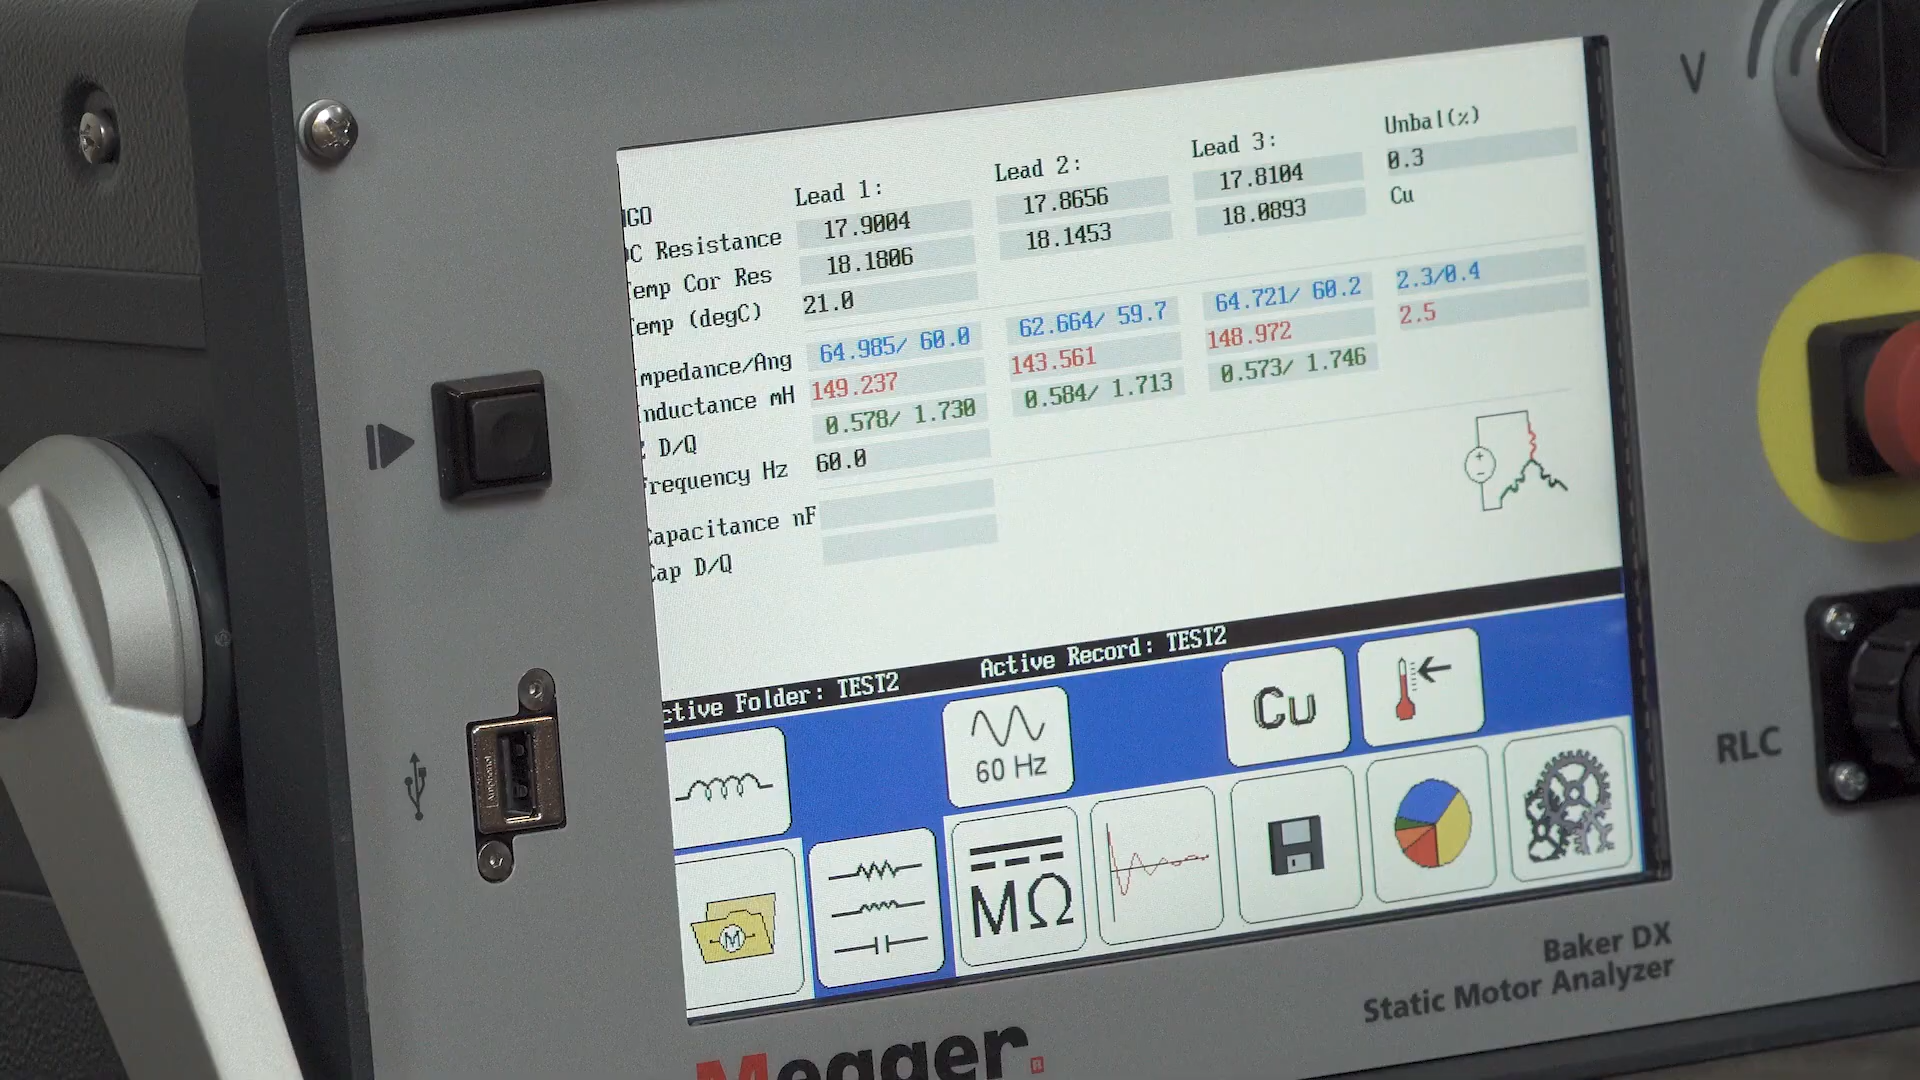 Lead 1: Lead 2: Lead 3: Unbal(%)
C Resistance 17.9004 17.8656 17.8104 0.3
emp Cor Res 18.1806 18.1453 18.0893 Cu
emp (degC) 21.0
mpedance/Ang 64.985/ 60.0 62.664/ 59.7 64.721/ 60.2 2.3/0.4
nductance mH 149.237 143.561 148.972 2.5
D/Q 0.578/ 1.730 0.584/ 1.713 0.573/ 1.746
requency Hz 60.0
apacitance nF
ap D/Q
ctive Folder: TEST2 Active Record: TEST2
60 Hz
Cu
M
MΩ
V
RLC
Baker DX
Static Motor Analyzer
Megger